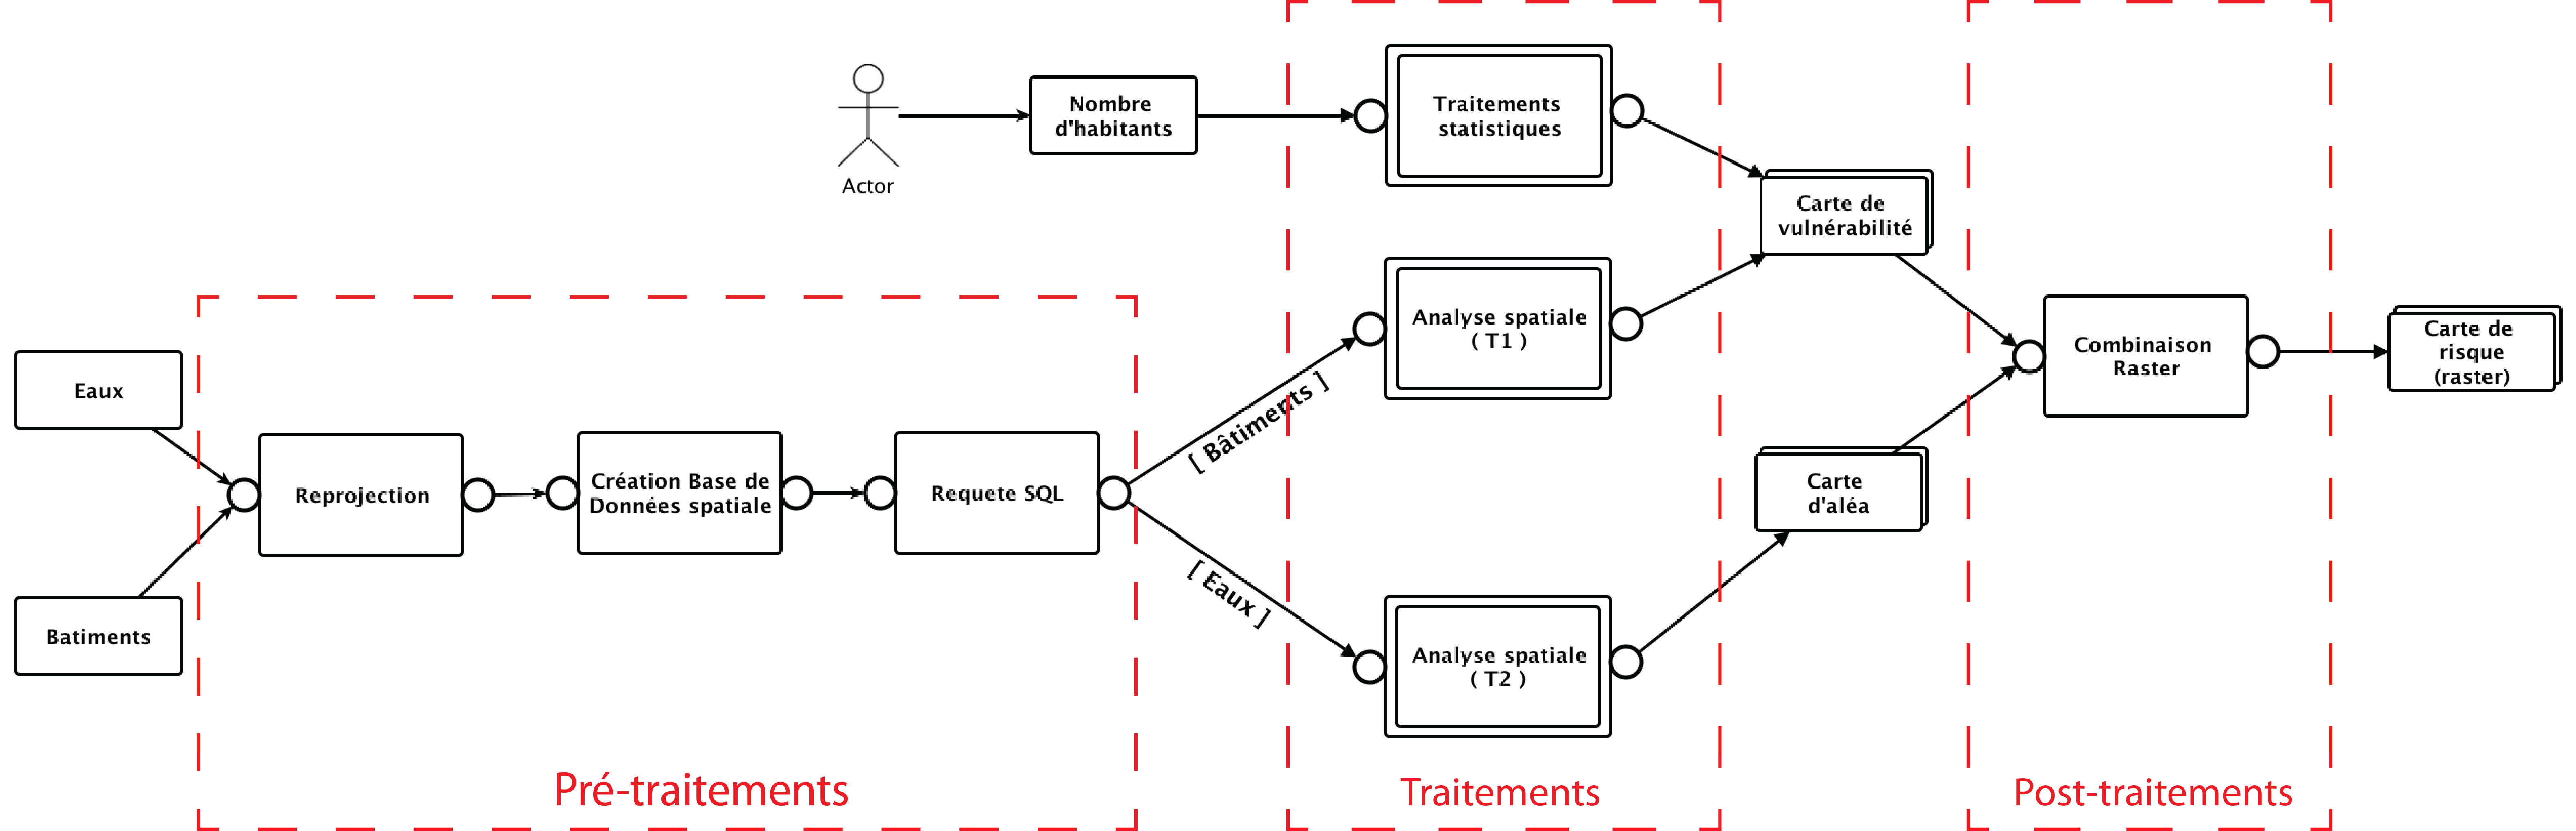 Actor
Nombre
d'habitants
Traitements
statistiques
Carte de
vulnérabilité
Eaux
Batiments
Reprojection
Création Base de
Données spatiale
Requete SQL
[ Bâtiments ]
[ Eaux ]
Analyse spatiale
( T1 )
Analyse spatiale
( T2 )
Carte
d'aléa
Combinaison
Raster
Carte de
risque
(raster)
Pré-traitements
Traitements
Post-traitements